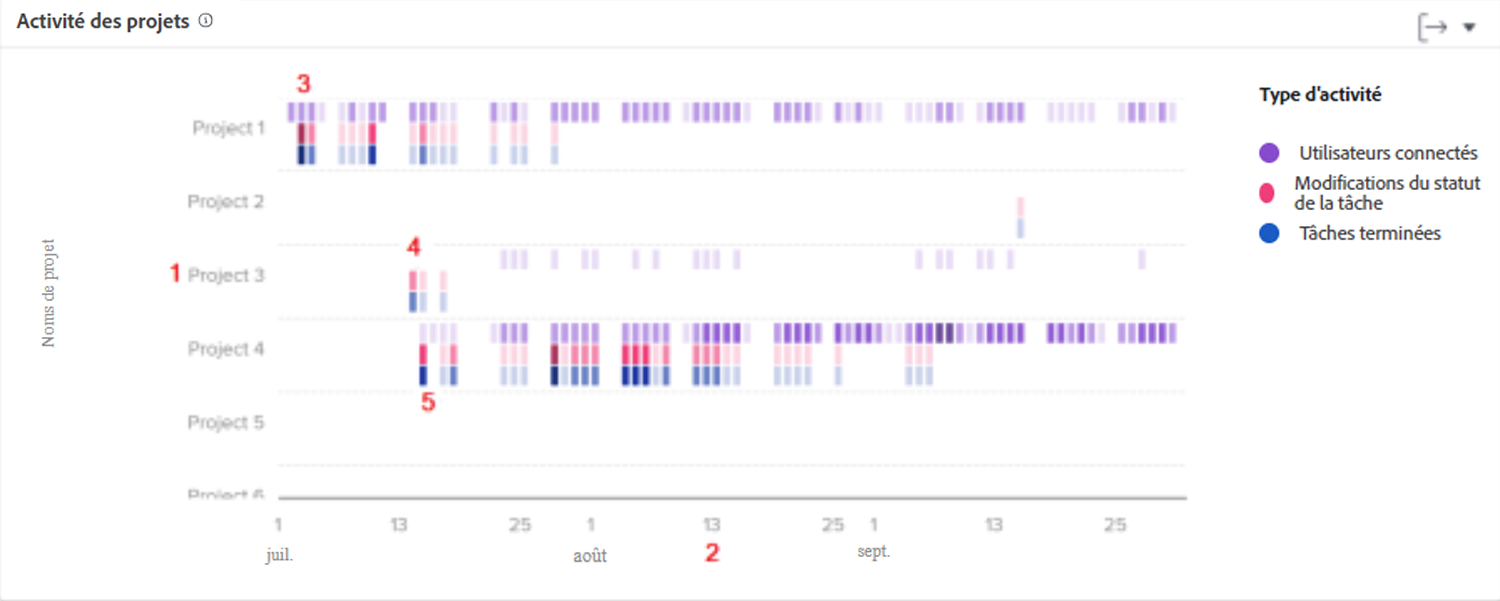 Activité des projets
Type d'activité
Utilisateurs connectés
Modifications du statut
de la tâche
Tâches terminées
Noms de projet
3
Project 1
Project 2
4
1 Project 3
Project 4
5
Project 5
Project 6
1 13 25 1 13 25 1 13 25
juil. août 2 sept.